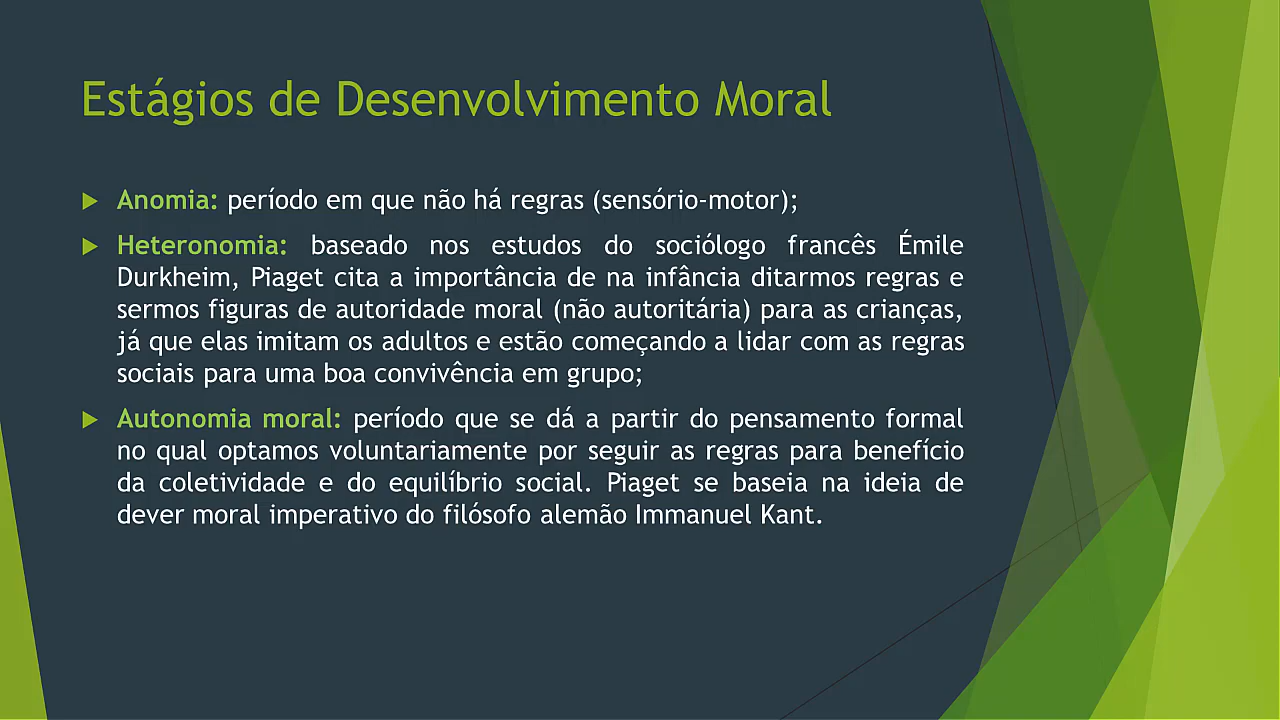 Estágios de Desenvolvimento Moral
Anomia: período em que não há regras (sensório-motor);
Heteronomia: baseado nos estudos do sociólogo francês Émile
Durkheim, Piaget cita a importância de na infância ditarmos regras e
sermos figuras de autoridade moral (não autoritária) para as crianças,
já que elas imitam os adultos e estão começando a lidar com as regras
sociais para uma boa convivência em grupo;
Autonomia moral: período que se dá a partir do pensamento formal
no qual optamos voluntariamente por seguir as regras para benefício
da coletividade e do equilíbrio social. Piaget se baseia na ideia de
dever moral imperativo do filósofo alemão Immanuel Kant.